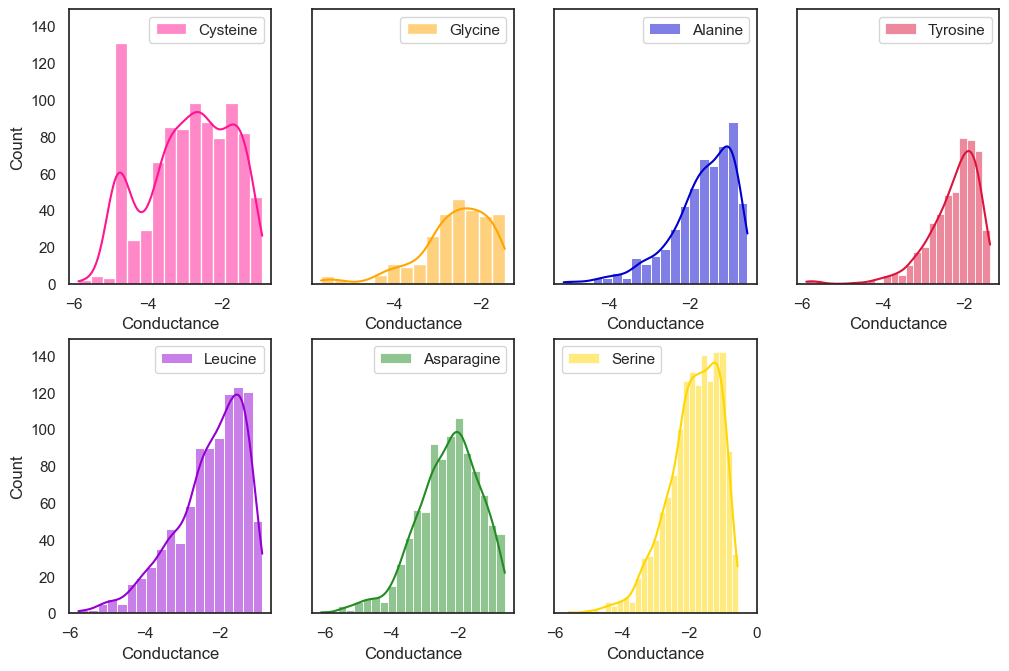 Cysteine
Glycine
Alanine
Tyrosine
140
120
100
80
60
40
20
0
Count
−6 −4 −2
−4 −2
−4 −2
−6 −4 −2
Conductance
Conductance
Conductance
Conductance
Leucine
Asparagine
Serine
140
120
100
80
60
40
20
0
Count
−6 −4 −2
−6 −4 −2
−6 −4 −2 0
Conductance
Conductance
Conductance